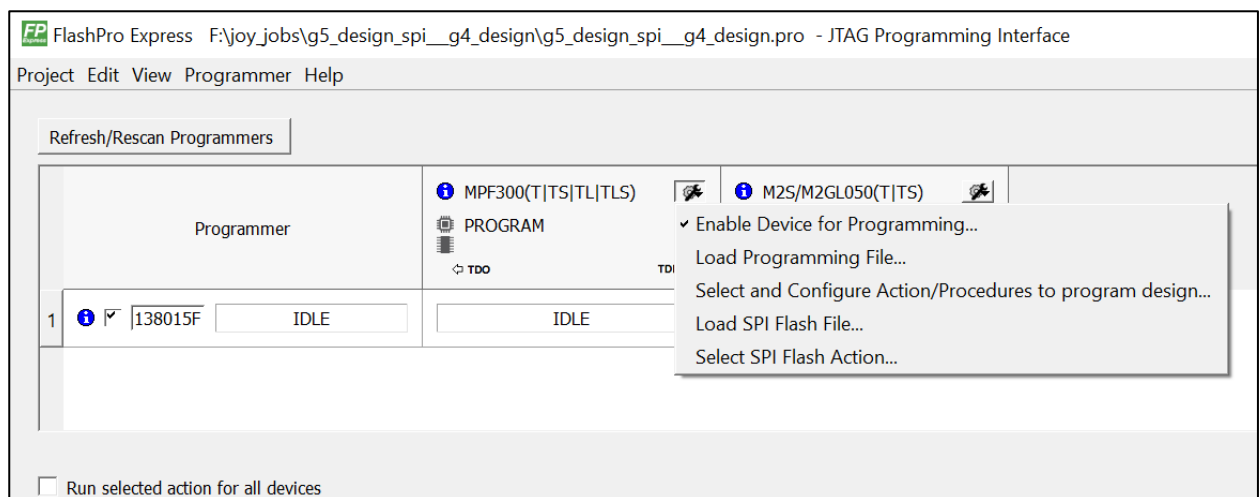 FP Express FlashPro Express F:\joy_jobs\g5_design_spi__g4_design\g5_design_spi__g4_design.pro - JTAG Programming Interface
Project Edit View Programmer Help
Refresh/Rescan Programmers
Programmer
MPF300(T|TS|TL|TLS)
PROGRAM
TDO
M2S/M2GL050(T|TS)
Enable Device for Programming...
Load Programming File...
Select and Configure Action/Procedures to program design...
Load SPI Flash File...
Select SPI Flash Action...
1 138015F IDLE IDLE
Run selected action for all devices